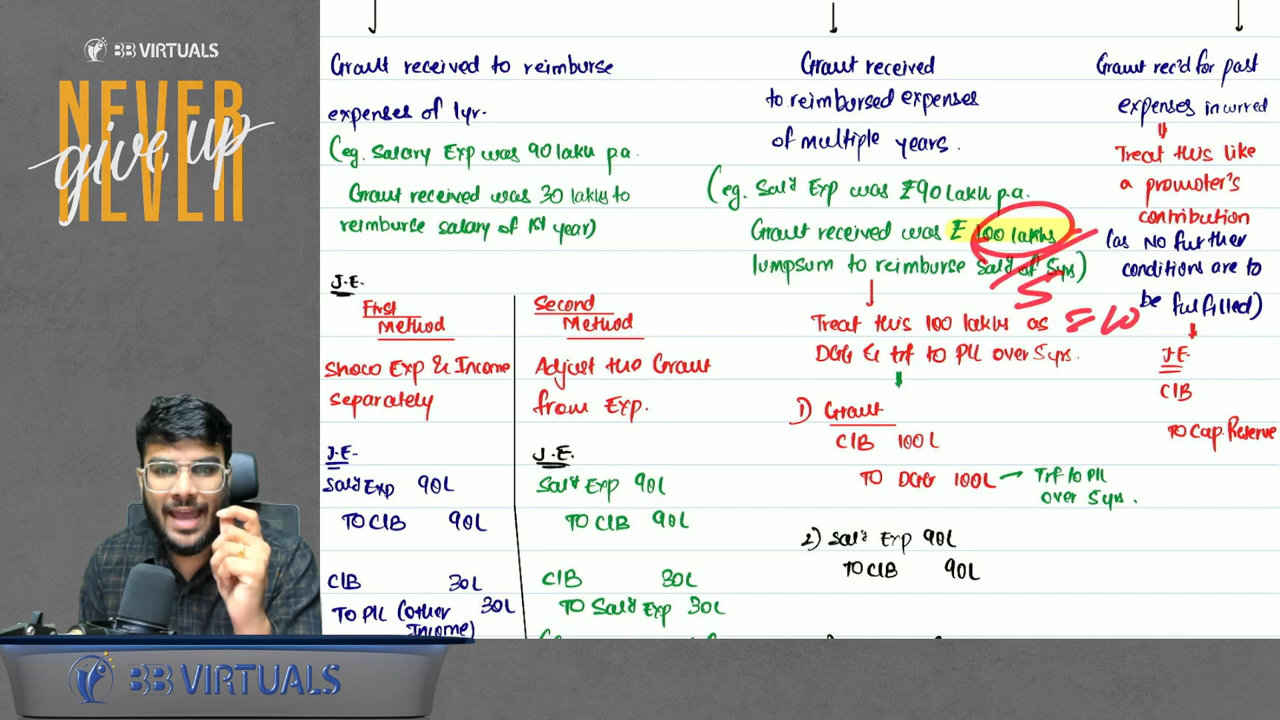 BB VIRTUALS
NEVER
give up
NEVER
Grant received to reimburse
expenses of 1yr.
(eg. Salary Exp was 90 lakh p.a.
Grant received was 30 lakhs to
reimburse salary of 1st year)
J.E.
First
Method
Show Exp & Income
separately
J.E.
Sal'y Exp 90L
TO C/B 90L
C/B 30L
TO P/L (other 30L
Income)
Second
Method
Adjust the Grant
from Exp.
J.E.
Sal'y Exp 90L
TO C/B 90L
C/B 30L
TO Sal'y Exp 30L
Grant received
to reimbursed expenses
of multiple years.
(eg. Sal'y Exp was ₹90 Lakh p.a.
Grant received was ₹ 100 lakhs
lumpsum to reimburse Sal'y of 5yrs)
5
= 20
Treat this 100 lakhs as
DGG & trf to P/L over 5yrs.
1) Grant
C/B 100L
TO DGG 100L → Trf to P/L
over 5yrs.
2) Sal'y Exp 90L
TO C/B 90L
Grant rec'd for past
expenses incurred
Treat this like
a promoter's
contribution
(as No further
conditions are to
be fulfilled)
J.E.
C/B
TO Cap. Reserve
BB VIRTUALS